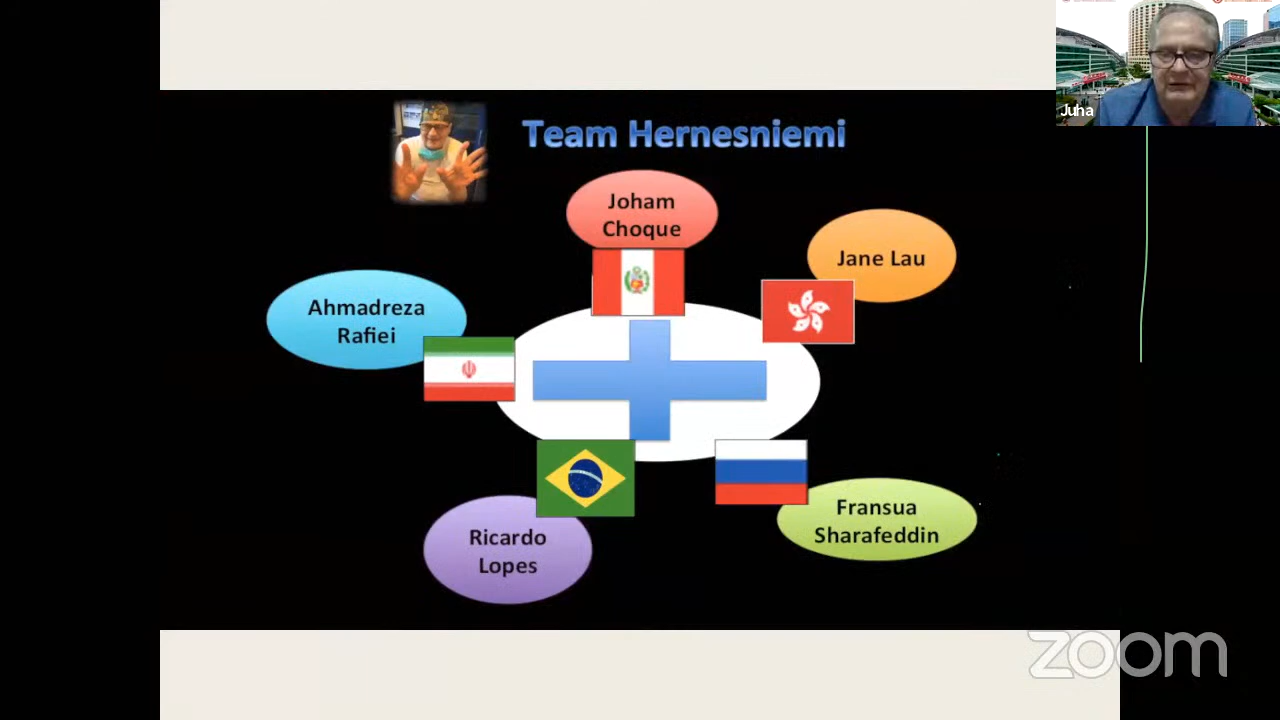 Juha
Team Hernesniemi
Joham
Choque
Jane Lau
Ahmadreza
Rafiei
Fransua
Sharafeddin
Ricardo
Lopes
zoom